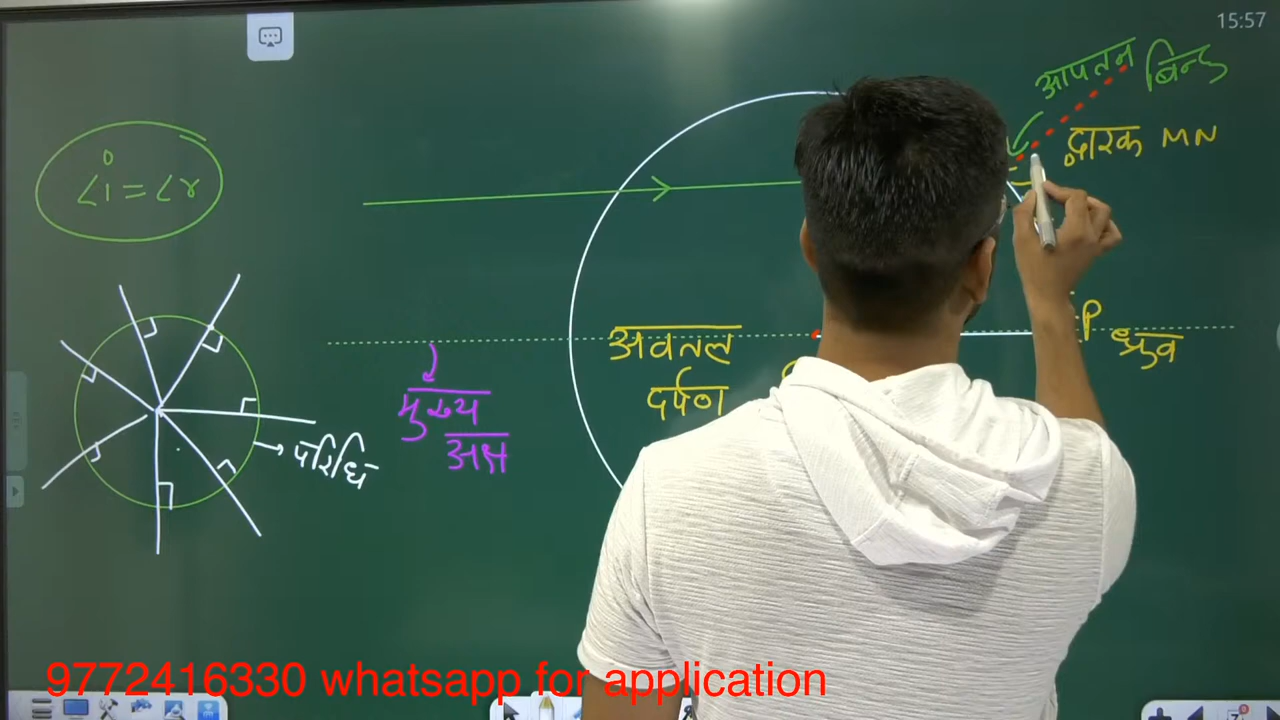 15:57
आपतन बिन्दु
द्वारक MN
∠i = ∠r
P
ध्रुव
अवतल
दर्पण
मुख्य
अक्ष
परिधि
9772416330 whatsapp for application